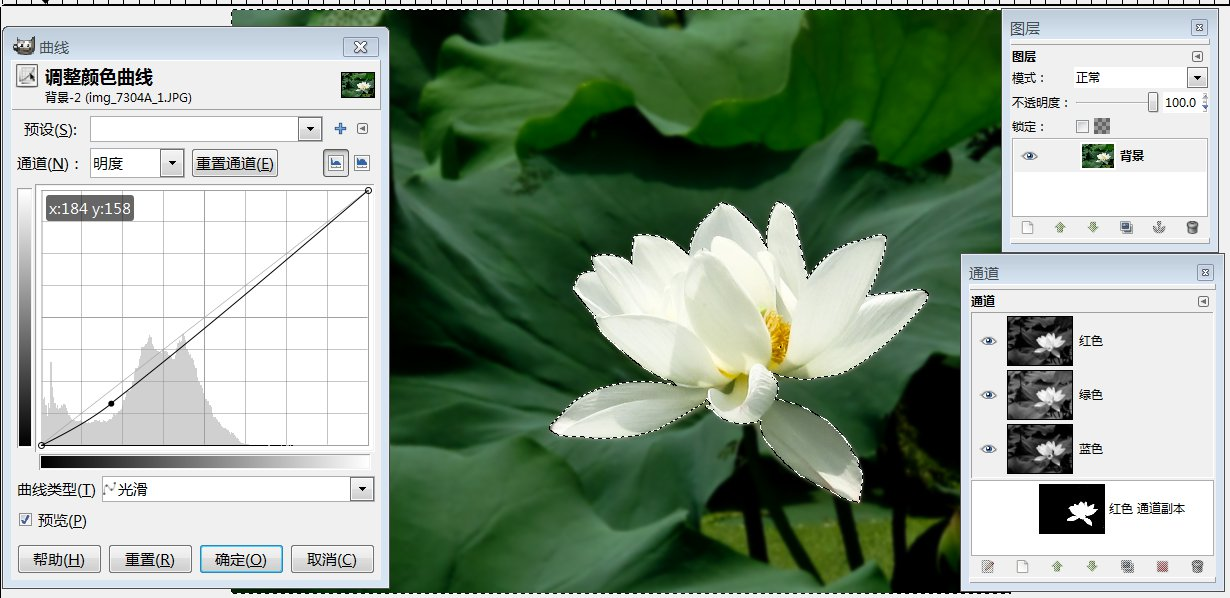 曲线
调整颜色曲线
背景-2 (img_7304A_1.JPG)
预设(S):
通道(N)： 明度 重置通道(E)
x:184 y:158
曲线类型(T) 光滑
预览(P)
帮助(H) 重置(R) 确定(O) 取消(C)
图层
图层
模式： 正常
不透明度： 100.0
锁定：
背景
通道
通道
红色
绿色
蓝色
红色 通道副本